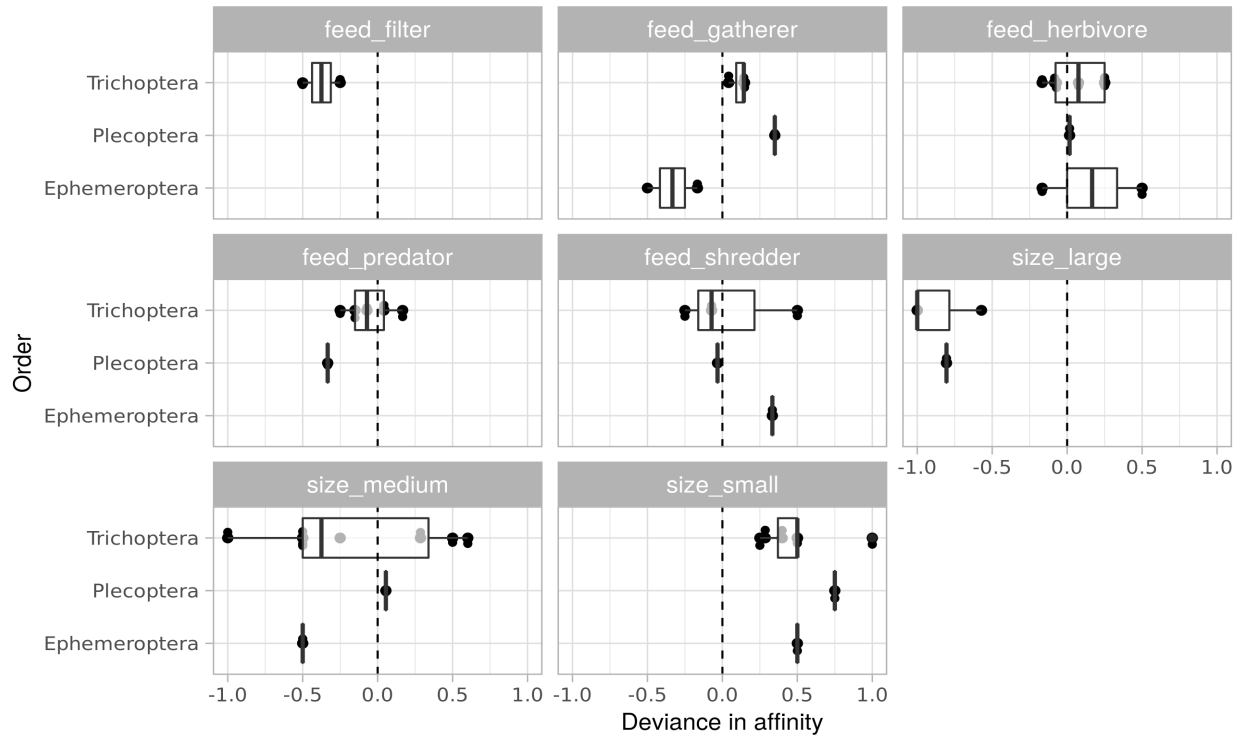 feed_filter feed_gatherer feed_herbivore
Trichoptera
Plecoptera
Ephemeroptera
feed_predator feed_shredder size_large
Order
Trichoptera
Plecoptera
Ephemeroptera
-1.0 -0.5 0.0 0.5 1.0
size_medium size_small
Trichoptera
Plecoptera
Ephemeroptera
-1.0 -0.5 0.0 0.5 1.0 -1.0 -0.5 0.0 0.5 1.0
Deviance in affinity